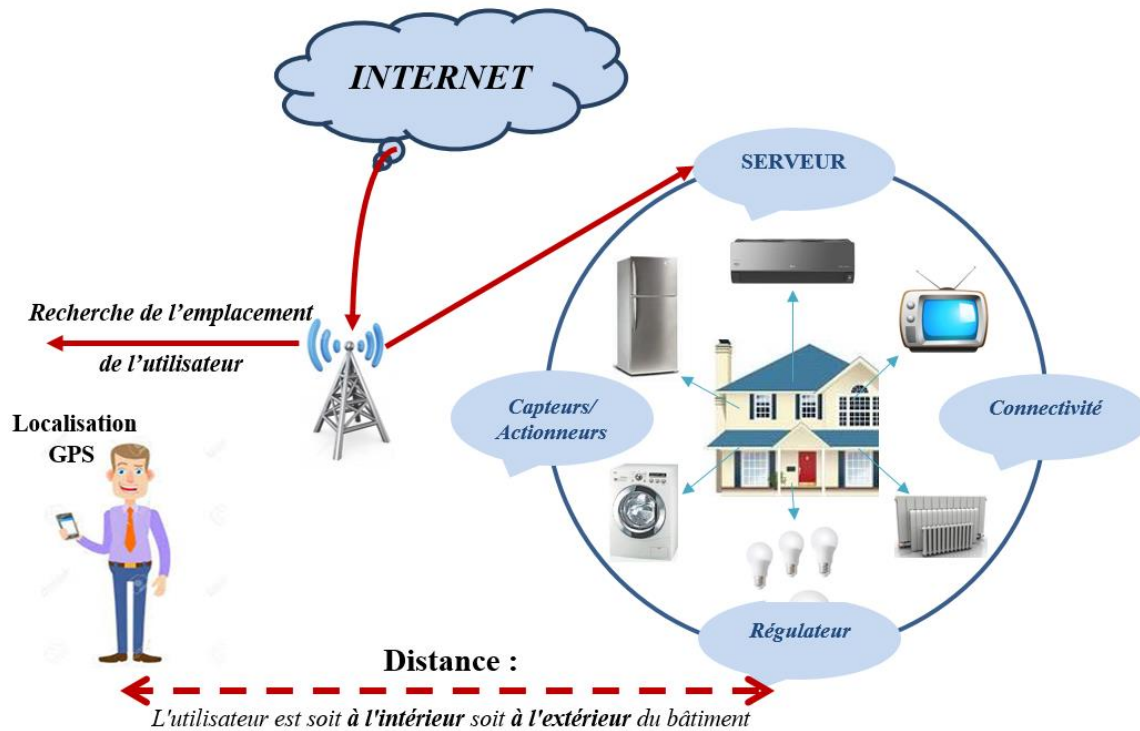 INTERNET
SERVEUR
Recherche de l’emplacement
de l’utilisateur
Localisation
GPS
Capteurs/
Actionneurs
Connectivité
Régulateur
Distance :
L'utilisateur est soit à l'intérieur soit à l'extérieur du bâtiment